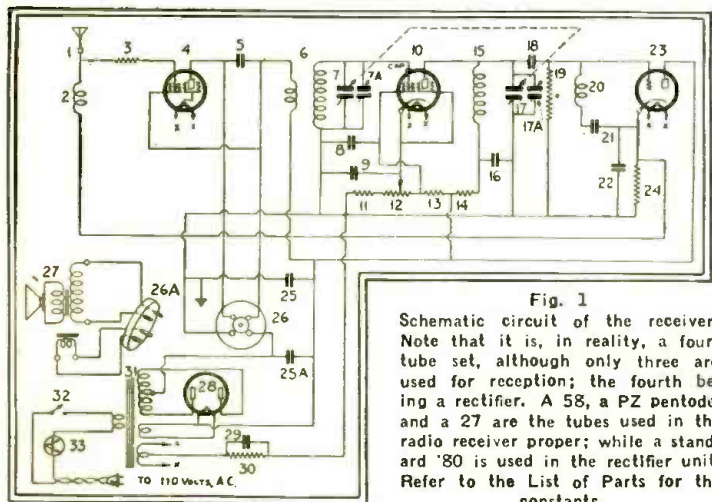 1
2
3
4
5
6
7
7A
8
9
10
CAP
11
12
13
14
15
16
17
17A
18
19
20
21
22
23
24
25
25A
26
26A
27
28
29
30
31
32
33
X
X
X
X
X
X
X
X
TO 110 VOLTS, A.C.
Fig. 1
Schematic circuit of the receiver
Note that it is, in reality, a four
tube set, although only three are
used for reception; the fourth be
ing a rectifier. A 58, a PZ pentode
and a 27 are the tubes used in the
radio receiver proper; while a stand
ard '80 is used in the rectifier unit
Refer to the List of Parts for th
constants